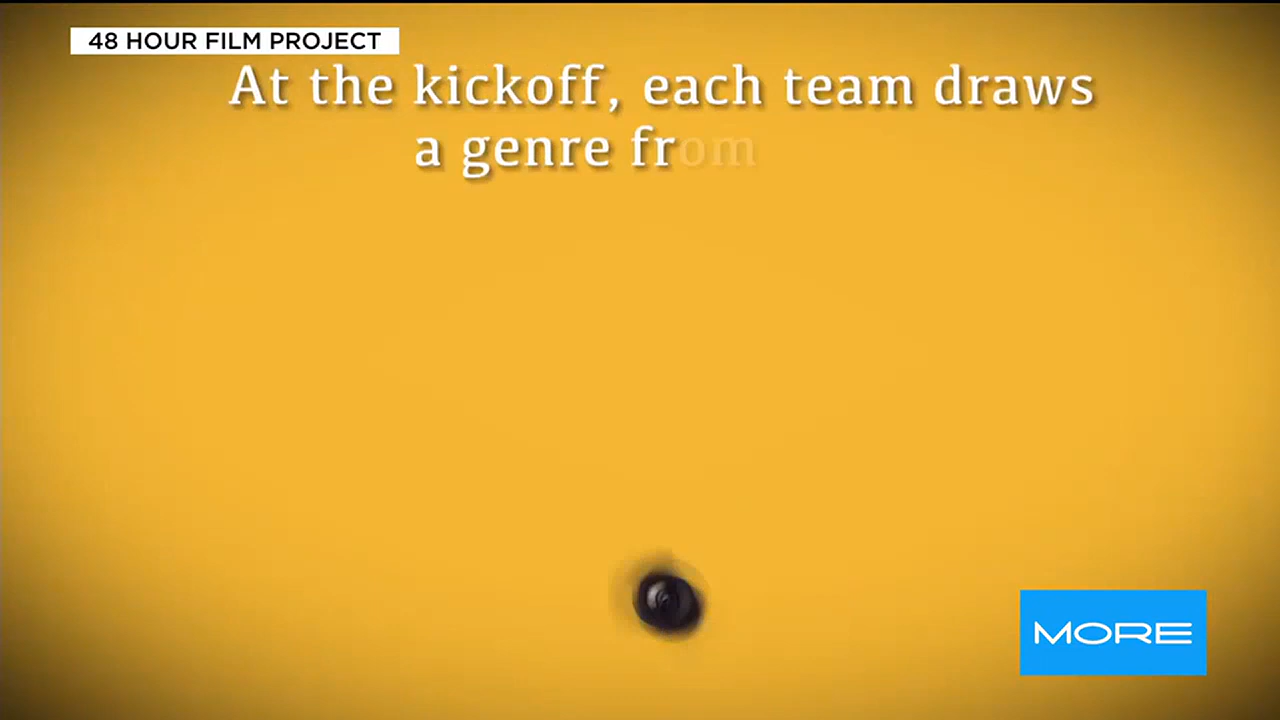 48 HOUR FILM PROJECT
At the kickoff, each team draws
a genre from
MORE